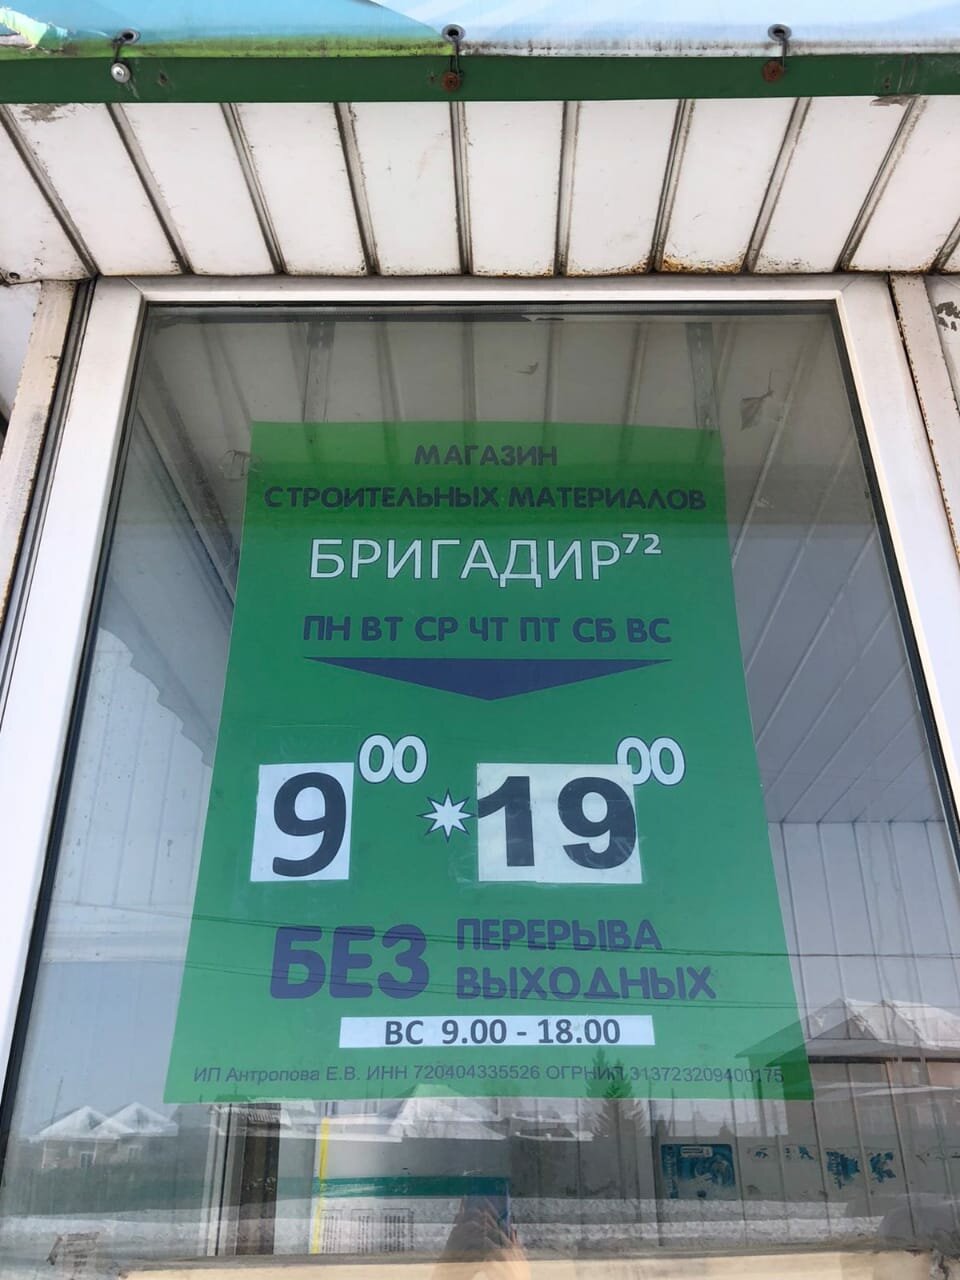 МАГАЗИН
СТРОИТЕЛЬНЫХ МАТЕРИАЛОВ
БРИГАДИР⁷²
ПН ВТ СР ЧТ ПТ СБ ВС
9⁰⁰ * 19⁰⁰
БЕЗ ПЕРЕРЫВА
ВЫХОДНЫХ
ВС 9.00 - 18.00
ИП Антропова Е.В. ИНН 720404335526 ОГРНИП 313723209400175